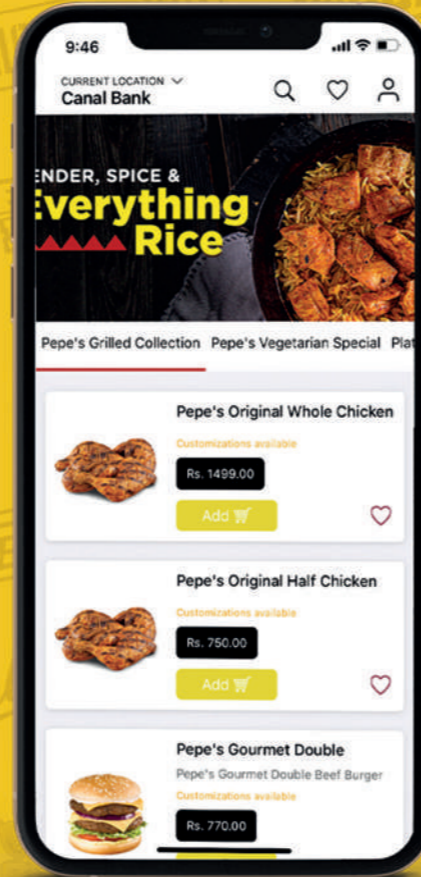 9:46
CURRENT LOCATION
Canal Bank
ENDER, SPICE &
Everything
Rice
Pepe's Grilled Collection Pepe's Vegetarian Special Plat
Pepe's Original Whole Chicken
Customizations available
Rs. 1499.00
Add
Pepe's Original Half Chicken
Customizations available
Rs. 750.00
Add
Pepe's Gourmet Double
Pepe's Gourmet Double Beef Burger
Customizations available
Rs. 770.00